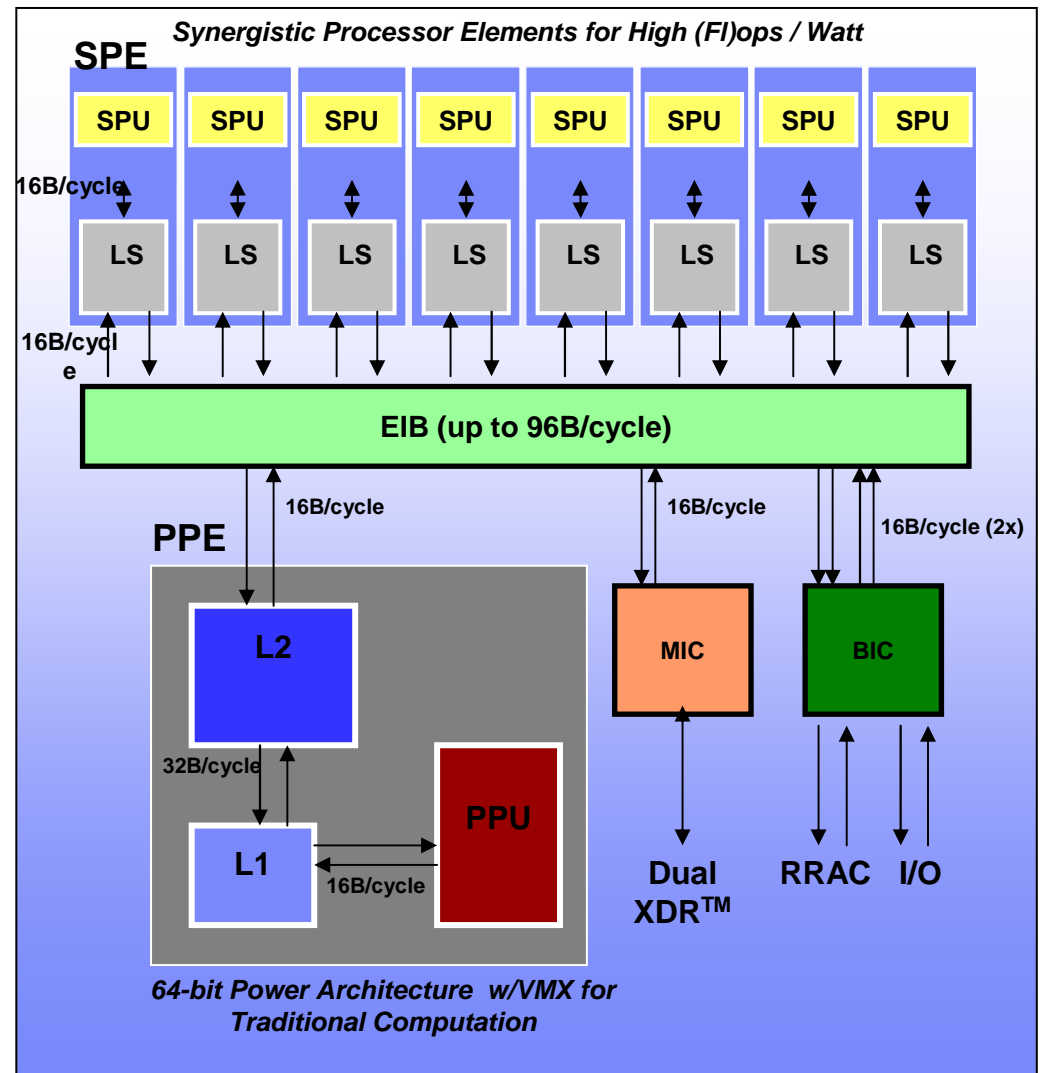 Synergistic Processor Elements for High (Fl)ops / Watt
SPE
SPU
SPU
SPU
SPU
SPU
SPU
SPU
SPU
16B/cycle
LS
LS
LS
LS
LS
LS
LS
LS
16B/cycl
e
EIB (up to 96B/cycle)
16B/cycle
16B/cycle
16B/cycle (2x)
PPE
L2
MIC
BIC
32B/cycle
PPU
L1
16B/cycle
Dual
XDR™
RRAC
I/O
64-bit Power Architecture w/VMX for
Traditional Computation